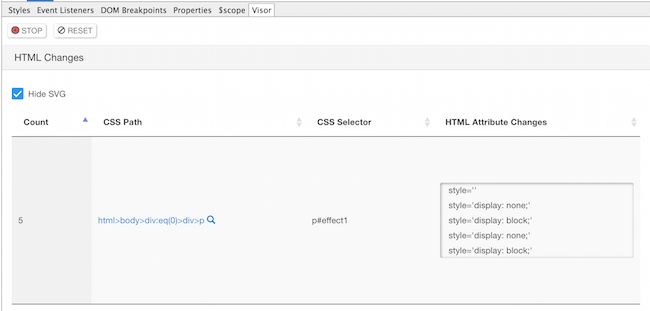 Styles Event Listeners DOM Breakpoints Properties $scope Visor
STOP RESET
HTML Changes
Hide SVG
Count CSS Path CSS Selector HTML Attribute Changes
5 html>body>div:eq(0)>div>p p#effect1
style=''
style='display: none;'
style='display: block;'
style='display: none;'
style='display: block;'